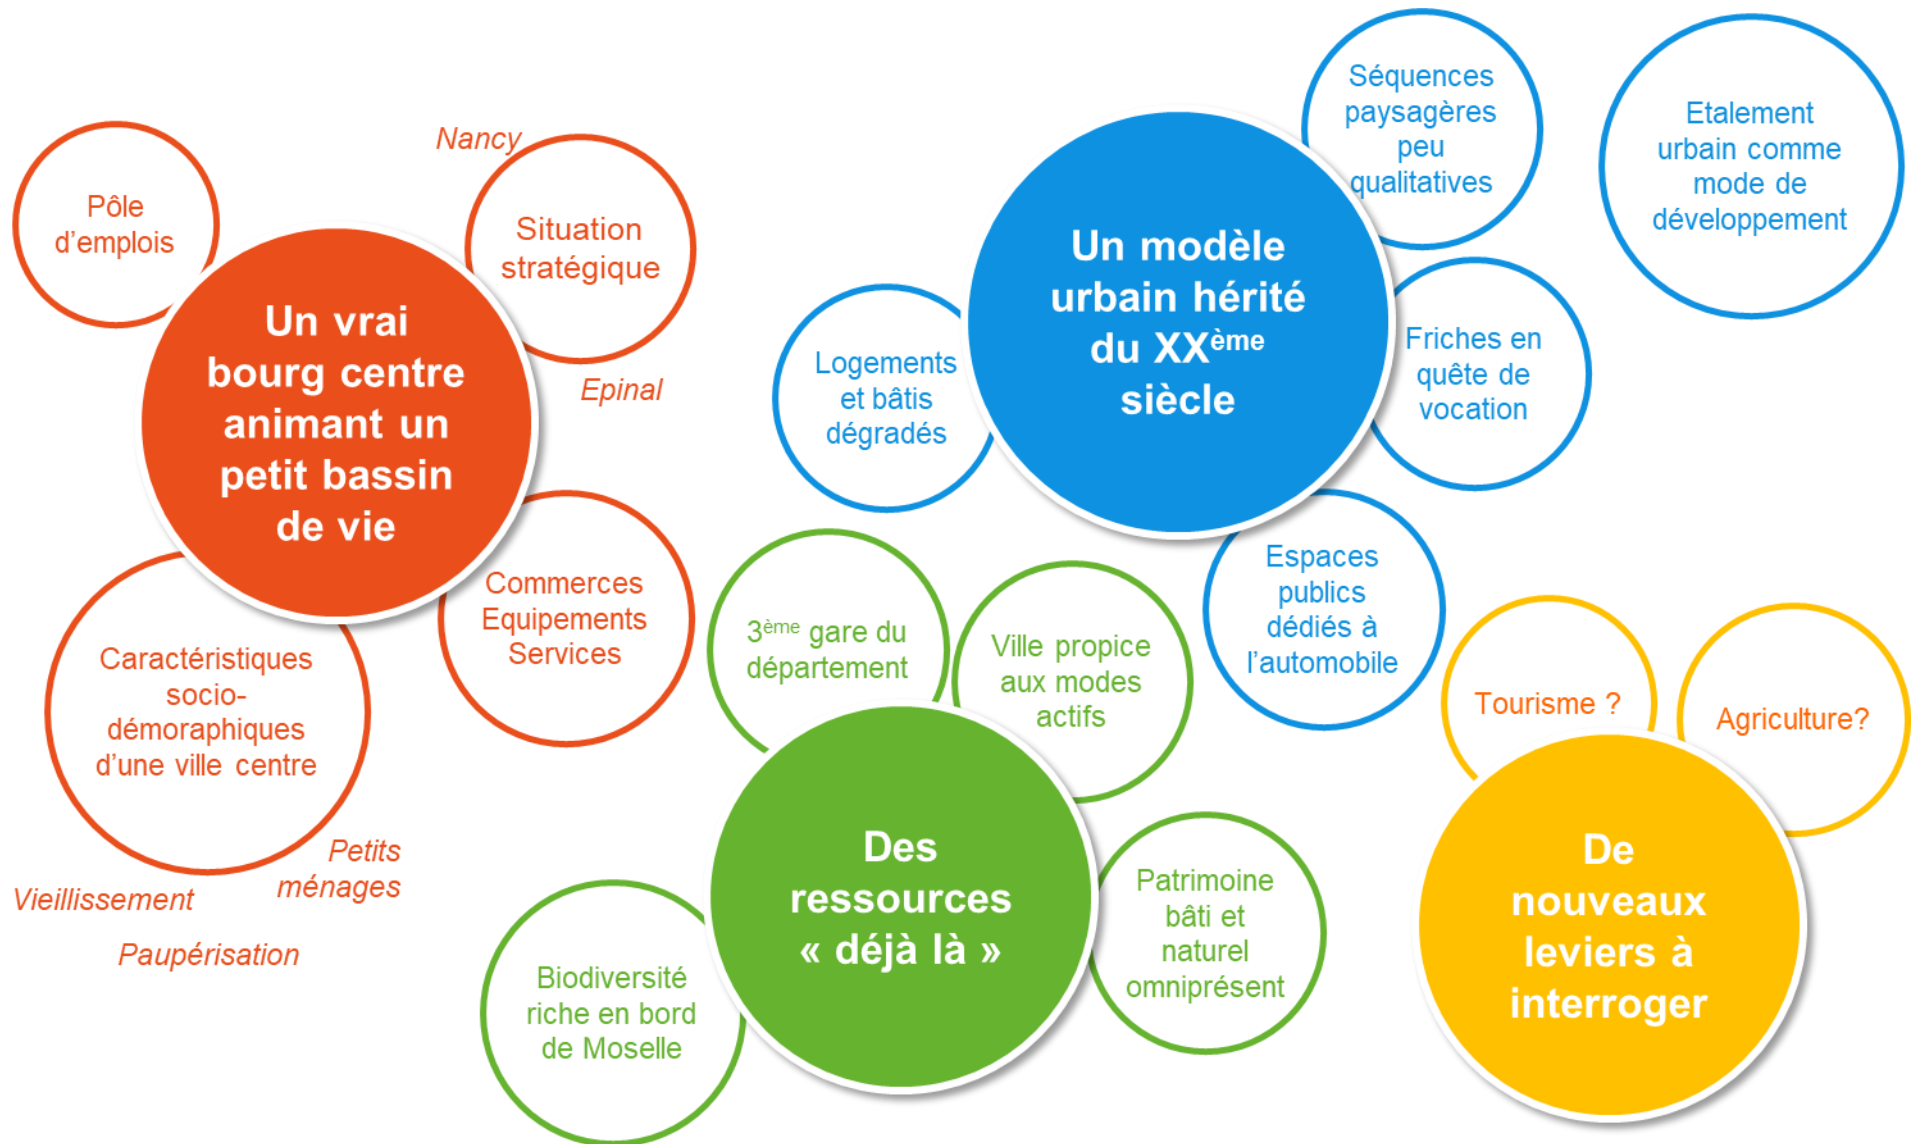 Pôle
d’emplois
Nancy
Situation
stratégique
Epinal
Un vrai
bourg centre
animant un
petit bassin
de vie
Commerces
Equipements
Services
Caractéristiques
socio-
démoraphiques
d’une ville centre
Petits
ménages
Vieillissement
Paupérisation
Séquences
paysagères
peu
qualitatives
Etalement
urbain comme
mode de
développement
Un modèle
urbain hérité
du XXème
siècle
Logements
et bâtis
dégradés
Friches en
quête de
vocation
Espaces
publics
dédiés à
l’automobile
3ème gare du
département
Ville propice
aux modes
actifs
Des
ressources
« déjà là »
Patrimoine
bâti et
naturel
omniprésent
Biodiversité
riche en bord
de Moselle
Tourisme ?
Agriculture?
De
nouveaux
leviers à
interroger